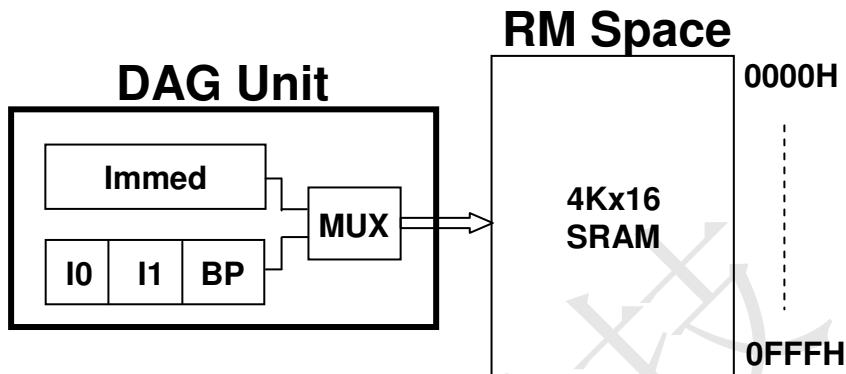 RM Space
DAG Unit
0000H
Immed
MUX
4Kx16
SRAM
I0 I1 BP
0FFFH